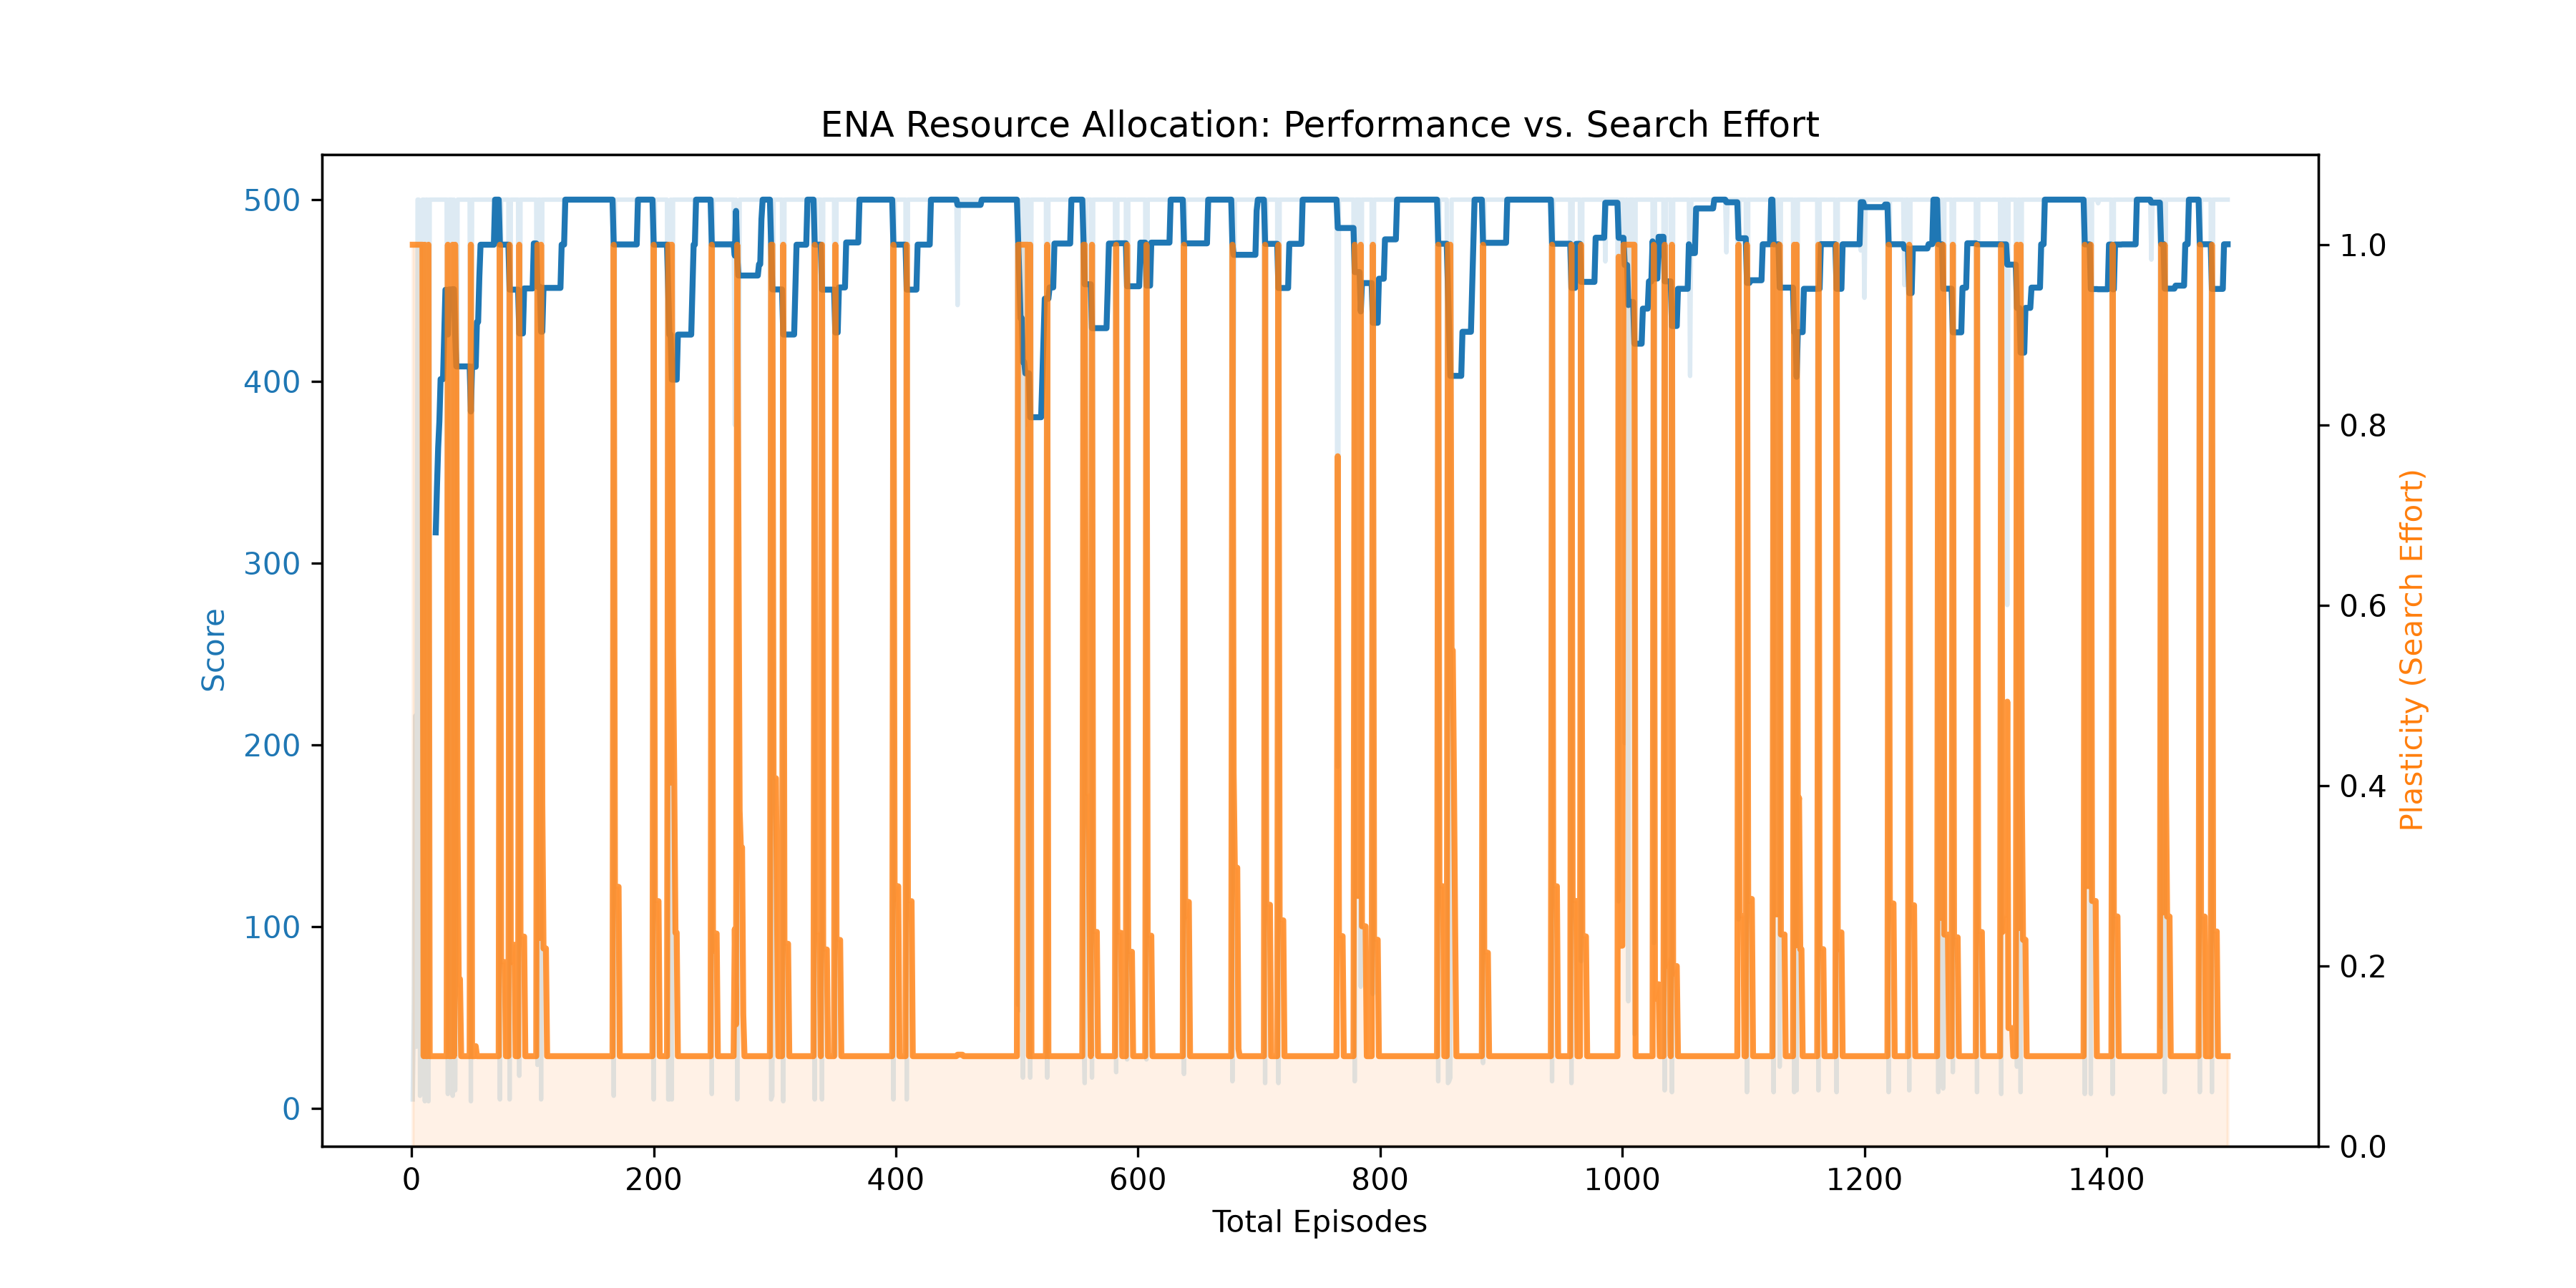 ENA Resource Allocation: Performance vs. Search Effort
500
400
300
200
100
0
Score
1.0
0.8
0.6
0.4
0.2
0.0
Plasticity (Search Effort)
0 200 400 600 800 1000 1200 1400
Total Episodes